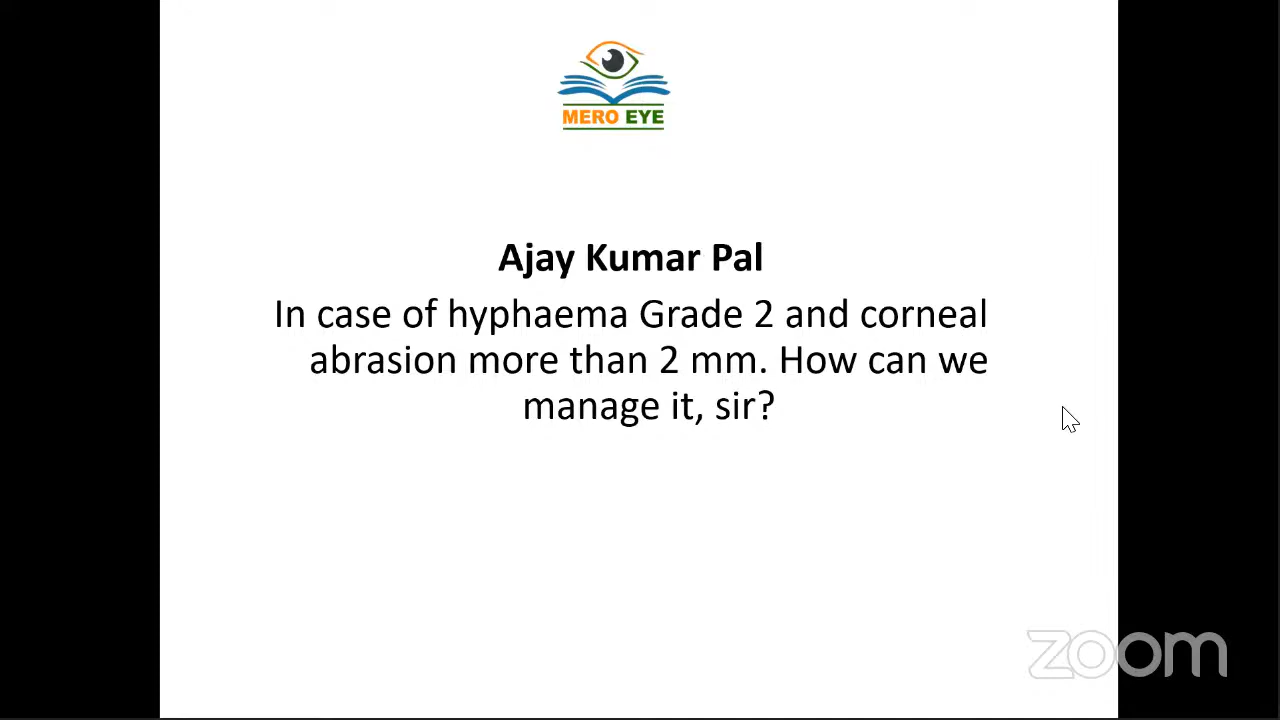 MERO EYE
Ajay Kumar Pal
In case of hyphaema Grade 2 and corneal
abrasion more than 2 mm. How can we
manage it, sir?
zoom